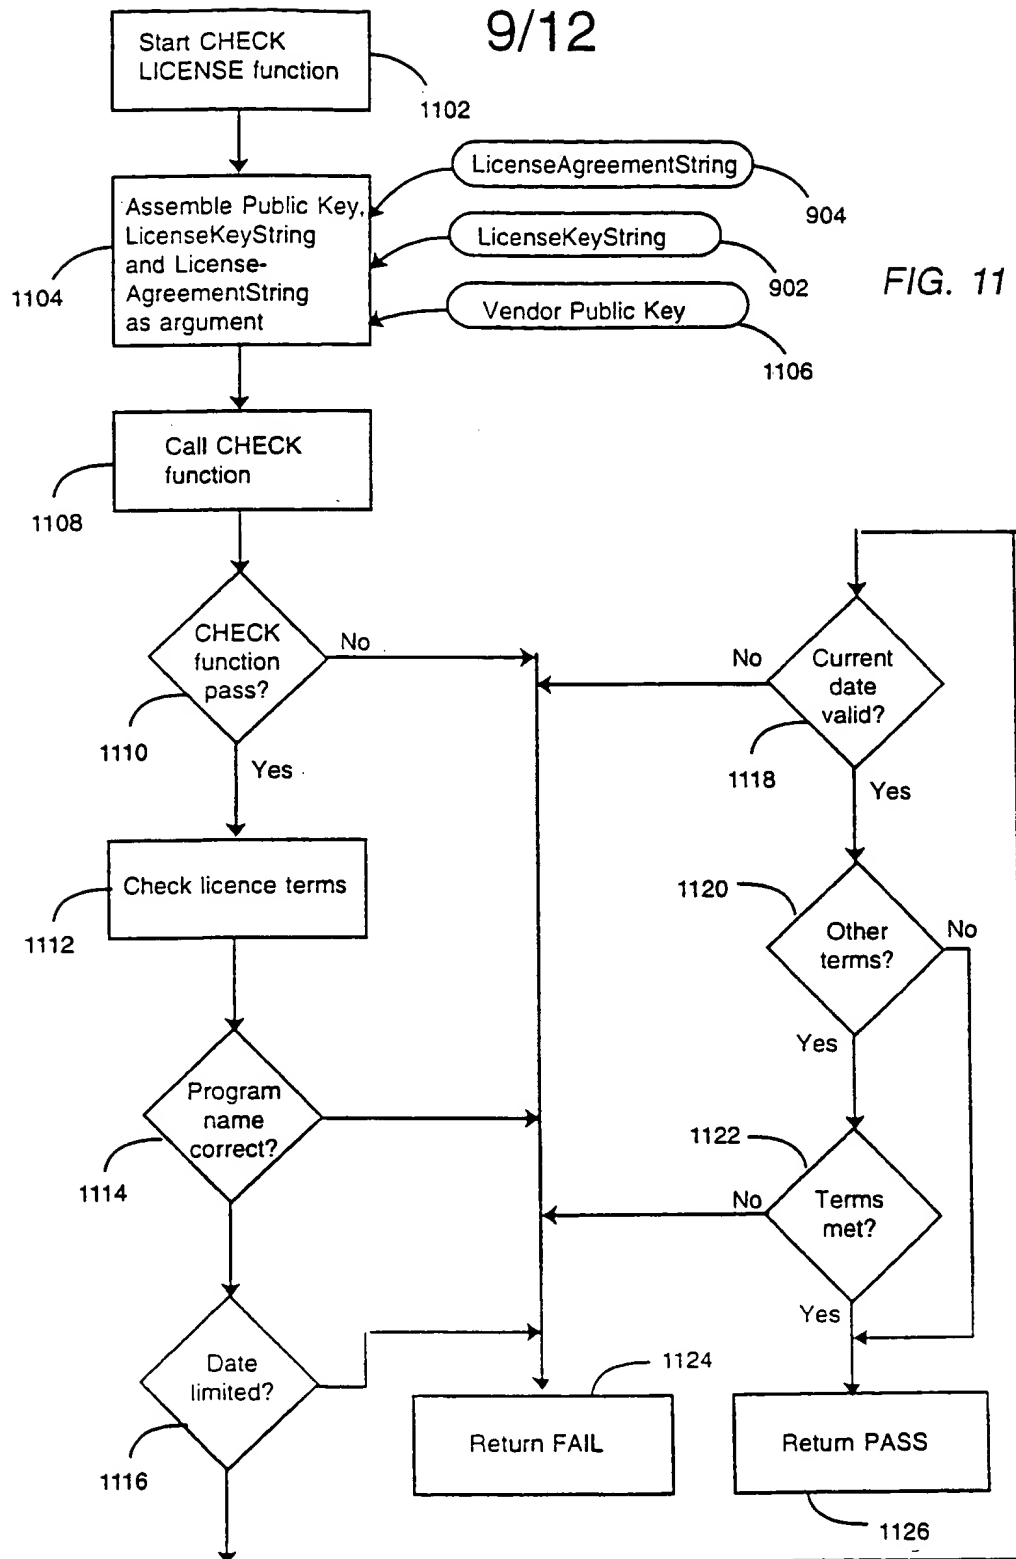 9/12
Start CHECK
LICENSE function
1102
LicenseAgreementString
904
Assemble Public Key,
LicenseKeyString
and License-
AgreementString
as argument
1104
LicenseKeyString
902
FIG. 11
Vendor Public Key
1106
Call CHECK
function
1108
CHECK
function
pass?
No
1110
Yes
No
Current
date
valid?
1118
Yes
Check licence terms
1112
1120
Other
terms?
No
Yes
Program
name
correct?
1114
1122
No
Terms
met?
Yes
Date
limited?
1116
1124
Return FAIL
Return PASS
1126